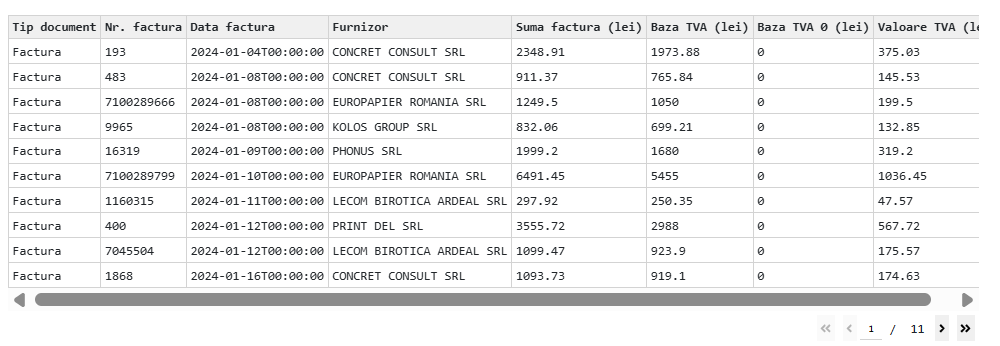 Tip document Nr. factura Data factura Furnizor Suma factura (lei) Baza TVA (lei) Baza TVA 0 (lei) Valoare TVA (le
Factura 193 2024-01-04T00:00:00 CONCRET CONSULT SRL 2348.91 1973.88 0 375.03
Factura 483 2024-01-08T00:00:00 CONCRET CONSULT SRL 911.37 765.84 0 145.53
Factura 7100289666 2024-01-08T00:00:00 EUROPAPIER ROMANIA SRL 1249.5 1050 0 199.5
Factura 9965 2024-01-08T00:00:00 KOLOS GROUP SRL 832.06 699.21 0 132.85
Factura 16319 2024-01-09T00:00:00 PHONUS SRL 1999.2 1680 0 319.2
Factura 7100289799 2024-01-10T00:00:00 EUROPAPIER ROMANIA SRL 6491.45 5455 0 1036.45
Factura 1160315 2024-01-11T00:00:00 LECOM BIROTICA ARDEAL SRL 297.92 250.35 0 47.57
Factura 400 2024-01-12T00:00:00 PRINT DEL SRL 3555.72 2988 0 567.72
Factura 7045504 2024-01-12T00:00:00 LECOM BIROTICA ARDEAL SRL 1099.47 923.9 0 175.57
Factura 1868 2024-01-16T00:00:00 CONCRET CONSULT SRL 1093.73 919.1 0 174.63
1 / 11